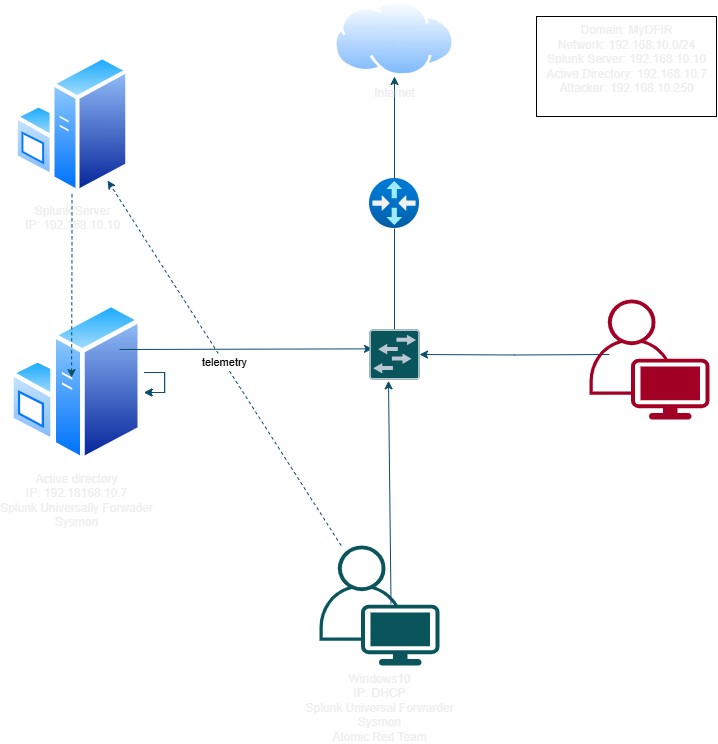 Domain: MyDFIR
Network: 192.168.10.0/24
Splunk Server: 192.168.10.10
Active Directory: 192.168.10.7
Attacker: 192.168.10.250
Internet
Splunk Server
IP: 192.168.10.10
telemetry
Active directory
IP: 192.18168.10.7
Splunk Universally Forwader
Sysmon
Windows10
IP: DHCP
Splunk Universal Forwarder
Sysmon
Atomic Red Team